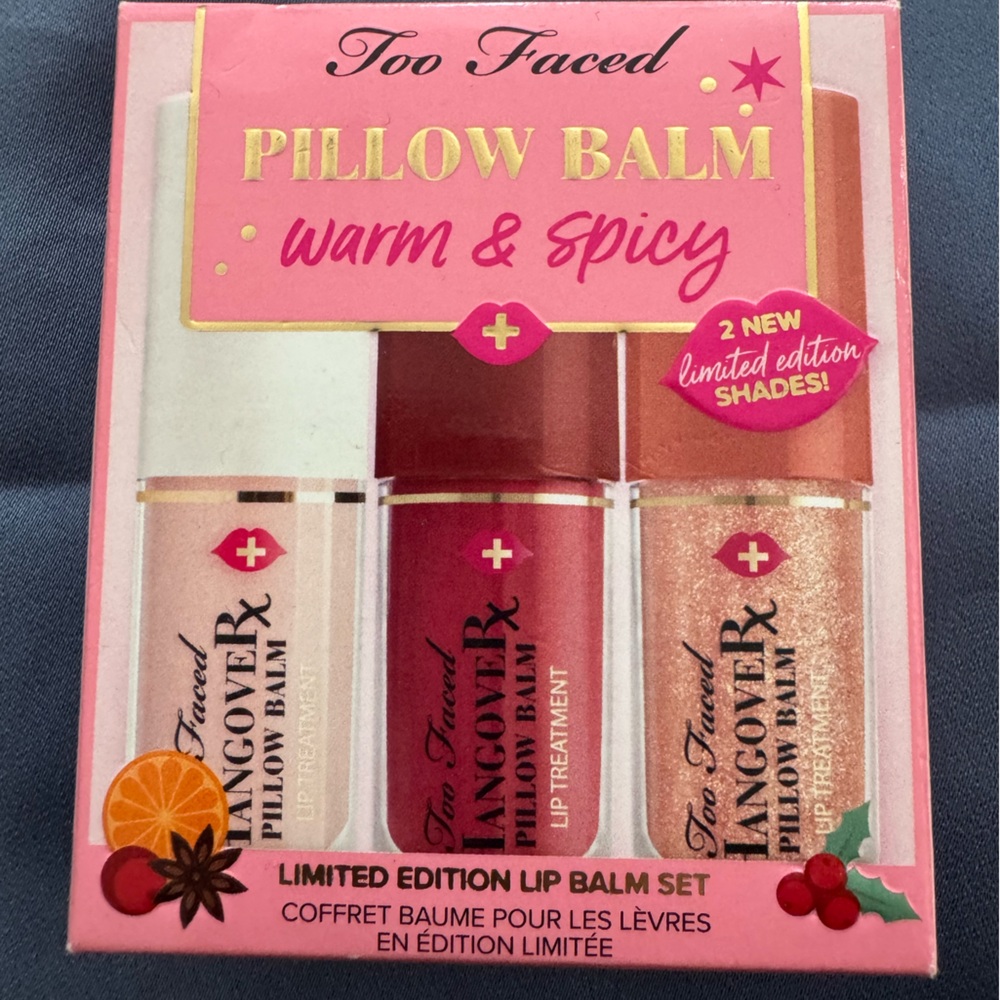 Too Faced
PILLOW BALM
warm & spicy
2 NEW
limited edition
SHADES!
Too Faced
HANGOVERx
PILLOW BALM
LIP TREATMENT
Too Faced
HANGOVERx
PILLOW BALM
LIP TREATMENT
Too Faced
HANGOVERx
PILLOW BALM
LIP TREATMENT
LIMITED EDITION LIP BALM SET
COFFRET BAUME POUR LES LÈVRES
EN ÉDITION LIMITÉE